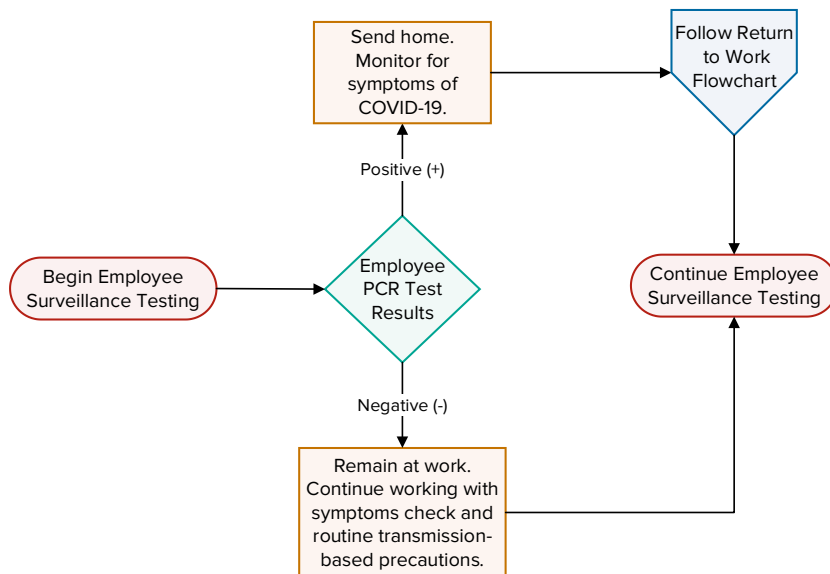 Send home.
Monitor for
symptoms of
COVID-19.
Follow Return
to Work
Flowchart
Positive (+)
Begin Employee
Surveillance Testing
Employee
PCR Test
Results
Continue Employee
Surveillance Testing
Negative (-)
Remain at work.
Continue working with
symptoms check and
routine transmission-
based precautions.